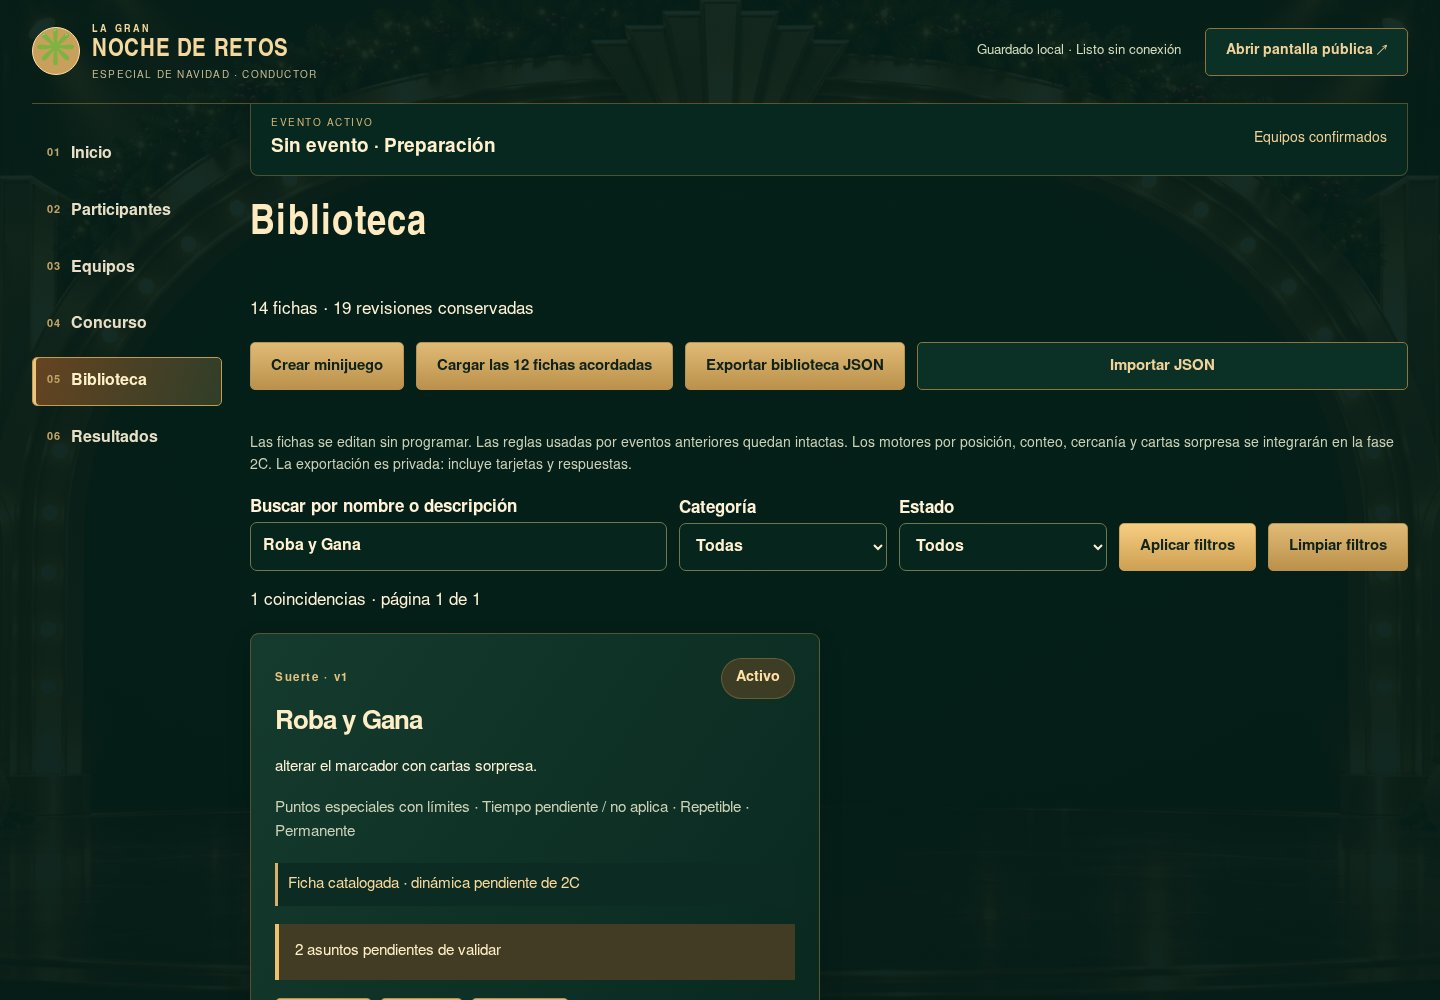 LA GRAN
NOCHE DE RETOS
ESPECIAL DE NAVIDAD · CONDUCTOR
Guardado local · Listo sin conexión
Abrir pantalla pública ↗
01 Inicio
02 Participantes
03 Equipos
04 Concurso
05 Biblioteca
06 Resultados
EVENTO ACTIVO
Sin evento · Preparación
Equipos confirmados
Biblioteca
14 fichas · 19 revisiones conservadas
Crear minijuego
Cargar las 12 fichas acordadas
Exportar biblioteca JSON
Importar JSON
Las fichas se editan sin programar. Las reglas usadas por eventos anteriores quedan intactas. Los motores por posición, conteo, cercanía y cartas sorpresa se integrarán en la fase
2C. La exportación es privada: incluye tarjetas y respuestas.
Buscar por nombre o descripción
Categoría
Estado
Roba y Gana
Todas
Todos
Aplicar filtros
Limpiar filtros
1 coincidencias · página 1 de 1
Suerte · v1
Activo
Roba y Gana
alterar el marcador con cartas sorpresa.
Puntos especiales con límites · Tiempo pendiente / no aplica · Repetible ·
Permanente
Ficha catalogada · dinámica pendiente de 2C
2 asuntos pendientes de validar